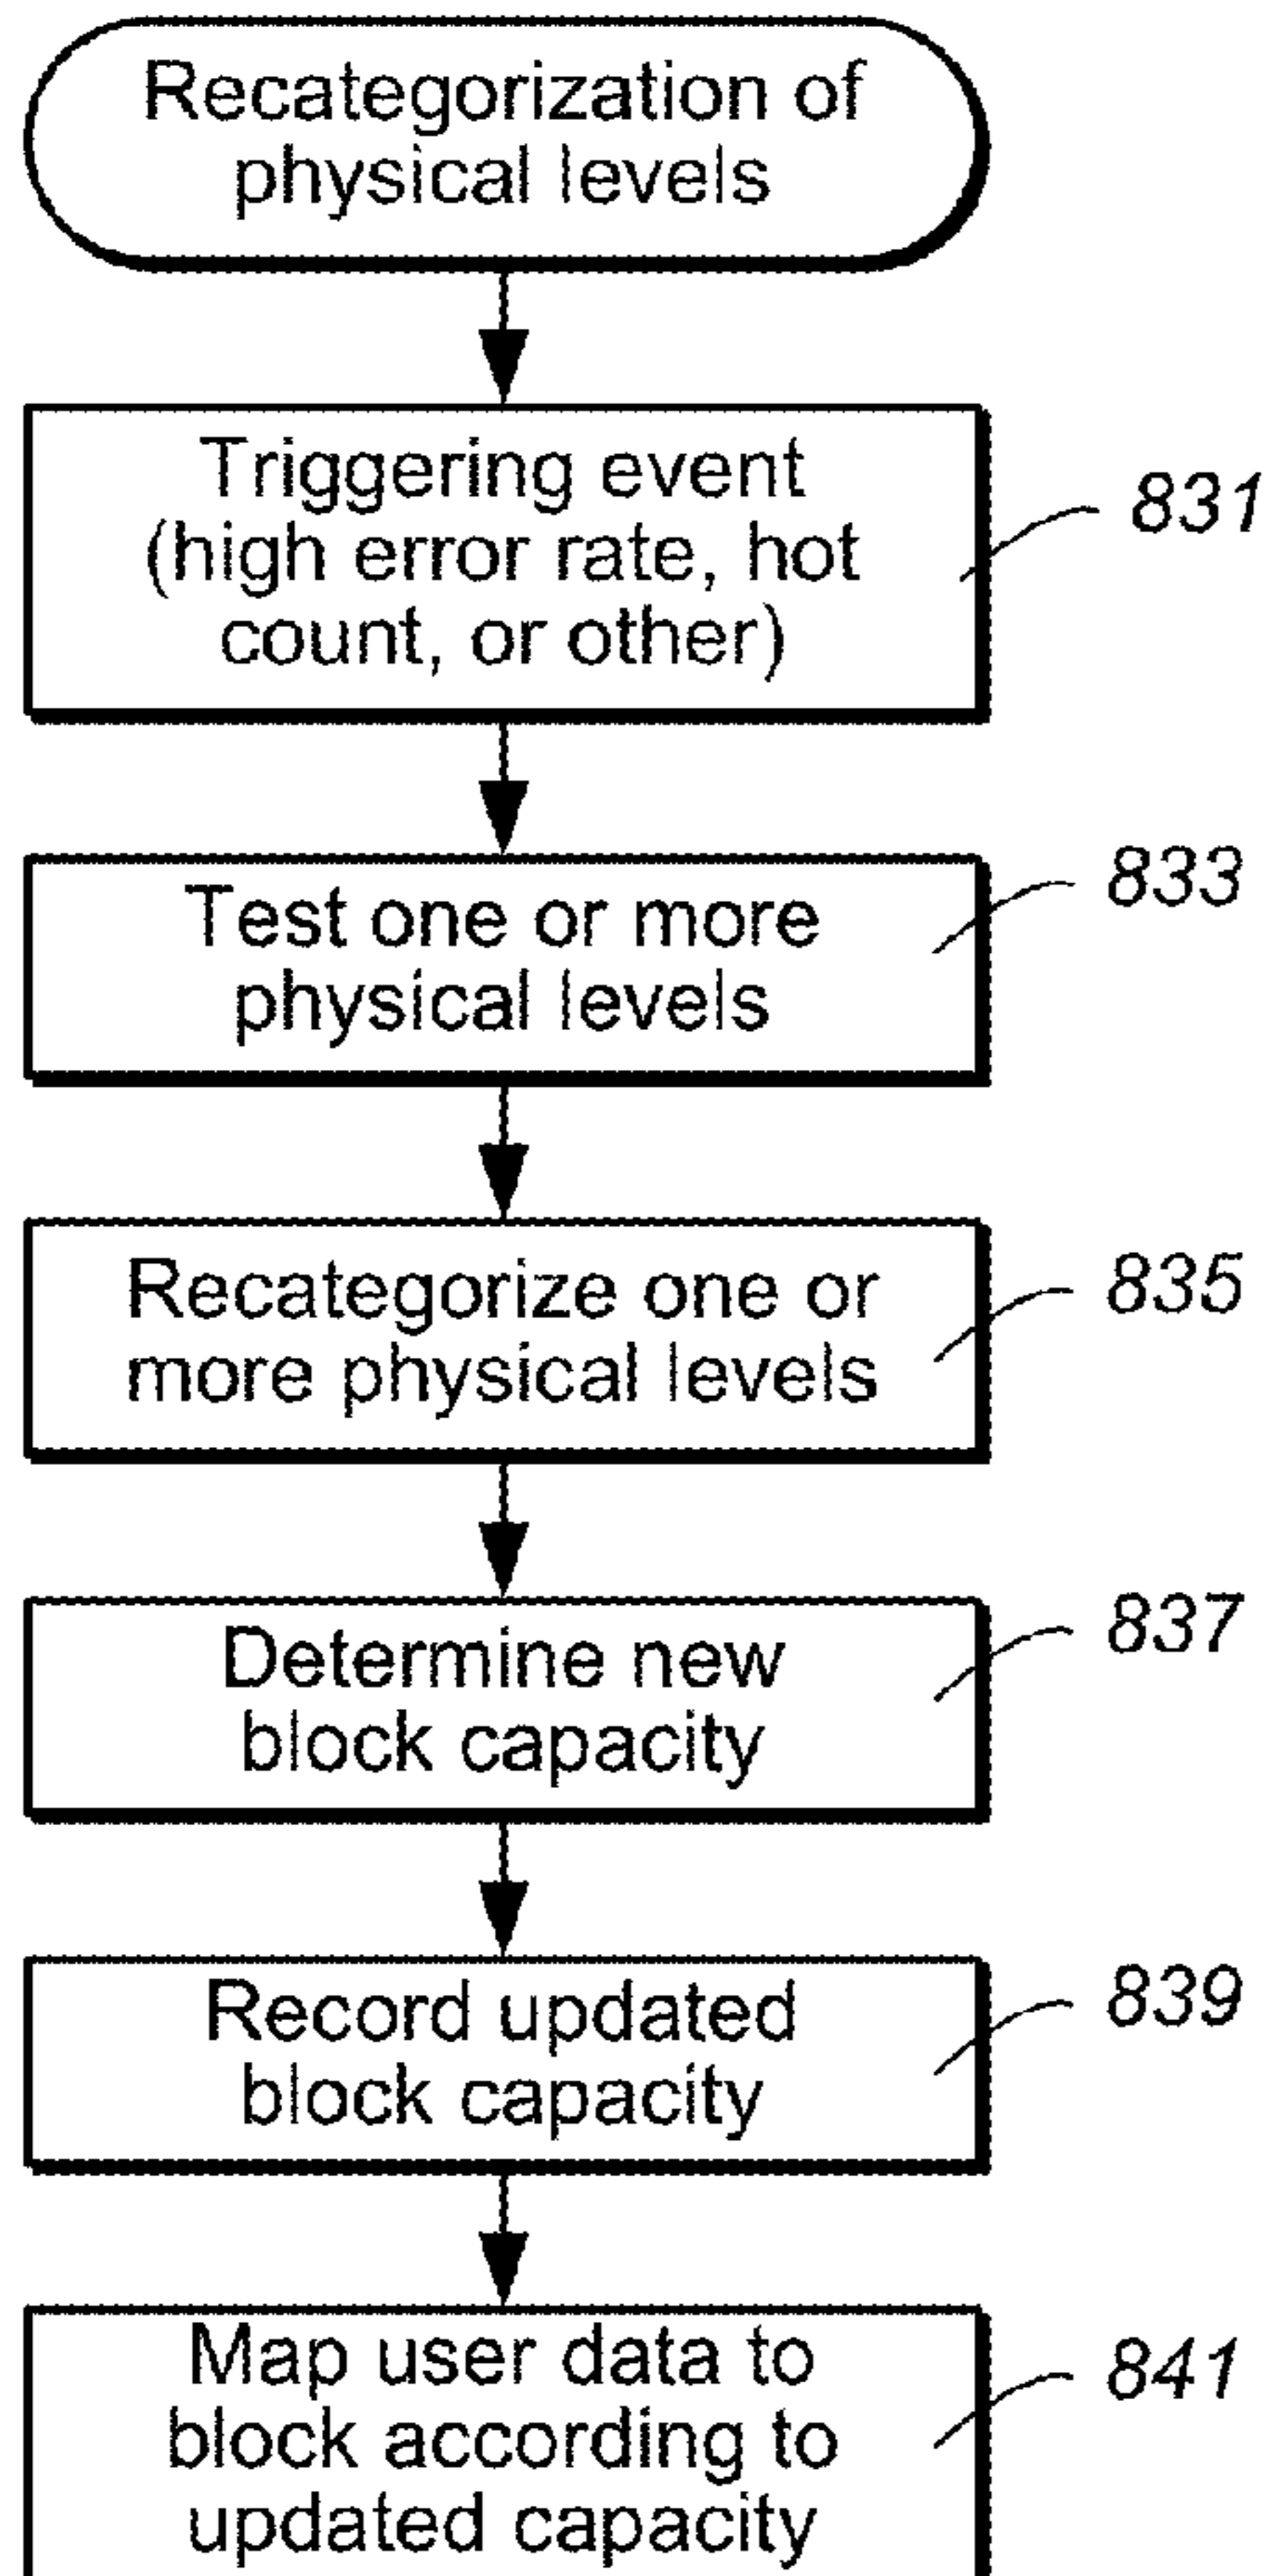 Recategorization of
physical levels
Triggering event
(high error rate, hot
count, or other)
831
Test one or more
physical levels
833
Recategorize one or
more physical levels
835
Determine new
block capacity
837
Record updated
block capacity
839
Map user data to
block according to
updated capacity
841